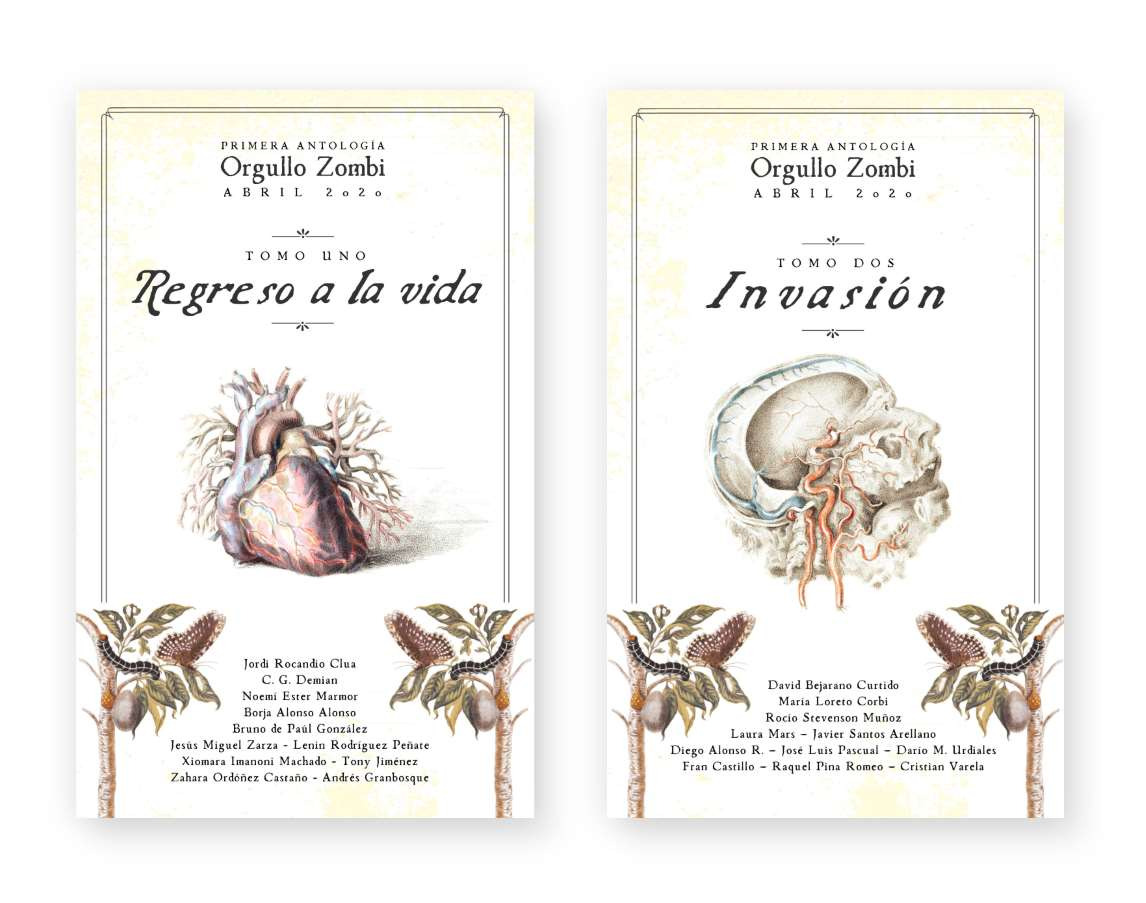 PRIMERA ANTOLOGÍA
Orgullo Zombi
ABRIL 2020
TOMO UNO
Regreso a la vida
Jordi Rocandio Clua
C. G. Demian
Noemi Ester Marmor
Borja Alonso Alonso
Bruno de Paúl González
Jesús Miguel Zarza - Lenin Rodríguez Peñate
Xiomara Imanoni Machado - Tony Jiménez
Zahara Ordóñez Castaño - Andrés Granbosque
PRIMERA ANTOLOGÍA
Orgullo Zombi
ABRIL 2020
TOMO DOS
Invasión
David Bejarano Curtido
Maria Loreto Corbi
Rocío Stevenson Muñoz
Laura Mars – Javier Santos Arellano
Diego Alonso R. – José Luis Pascual – Darío M. Urdiales
Fran Castillo – Raquel Pina Romeo – Cristian Varela